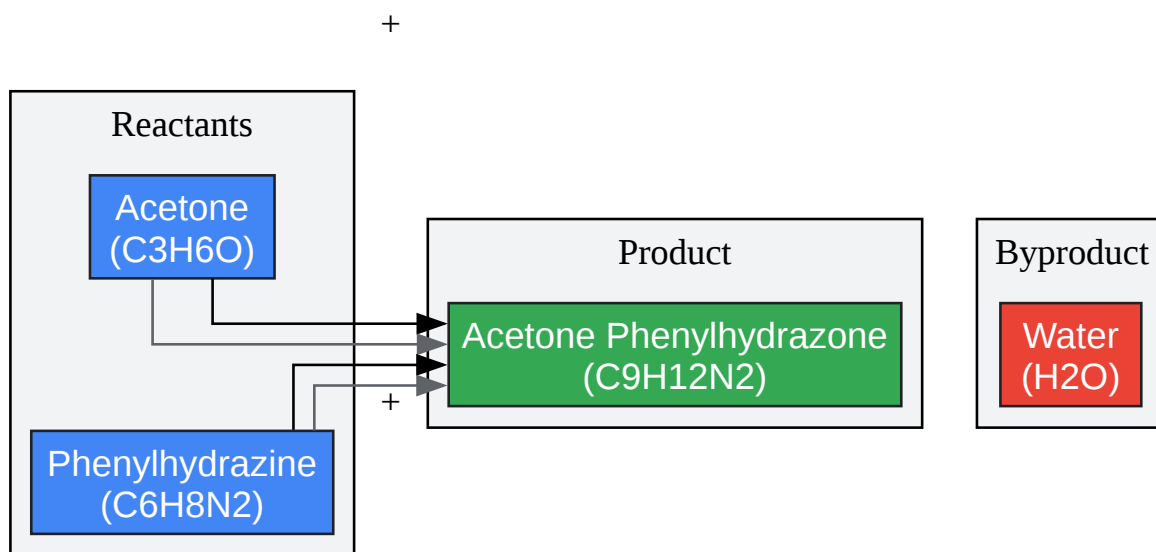 +
Reactants
Acetone
(C3H6O)
Phenylhydrazine
(C6H8N2)
+
Product
Acetone Phenylhydrazone
(C9H12N2)
Byproduct
Water
(H2O)